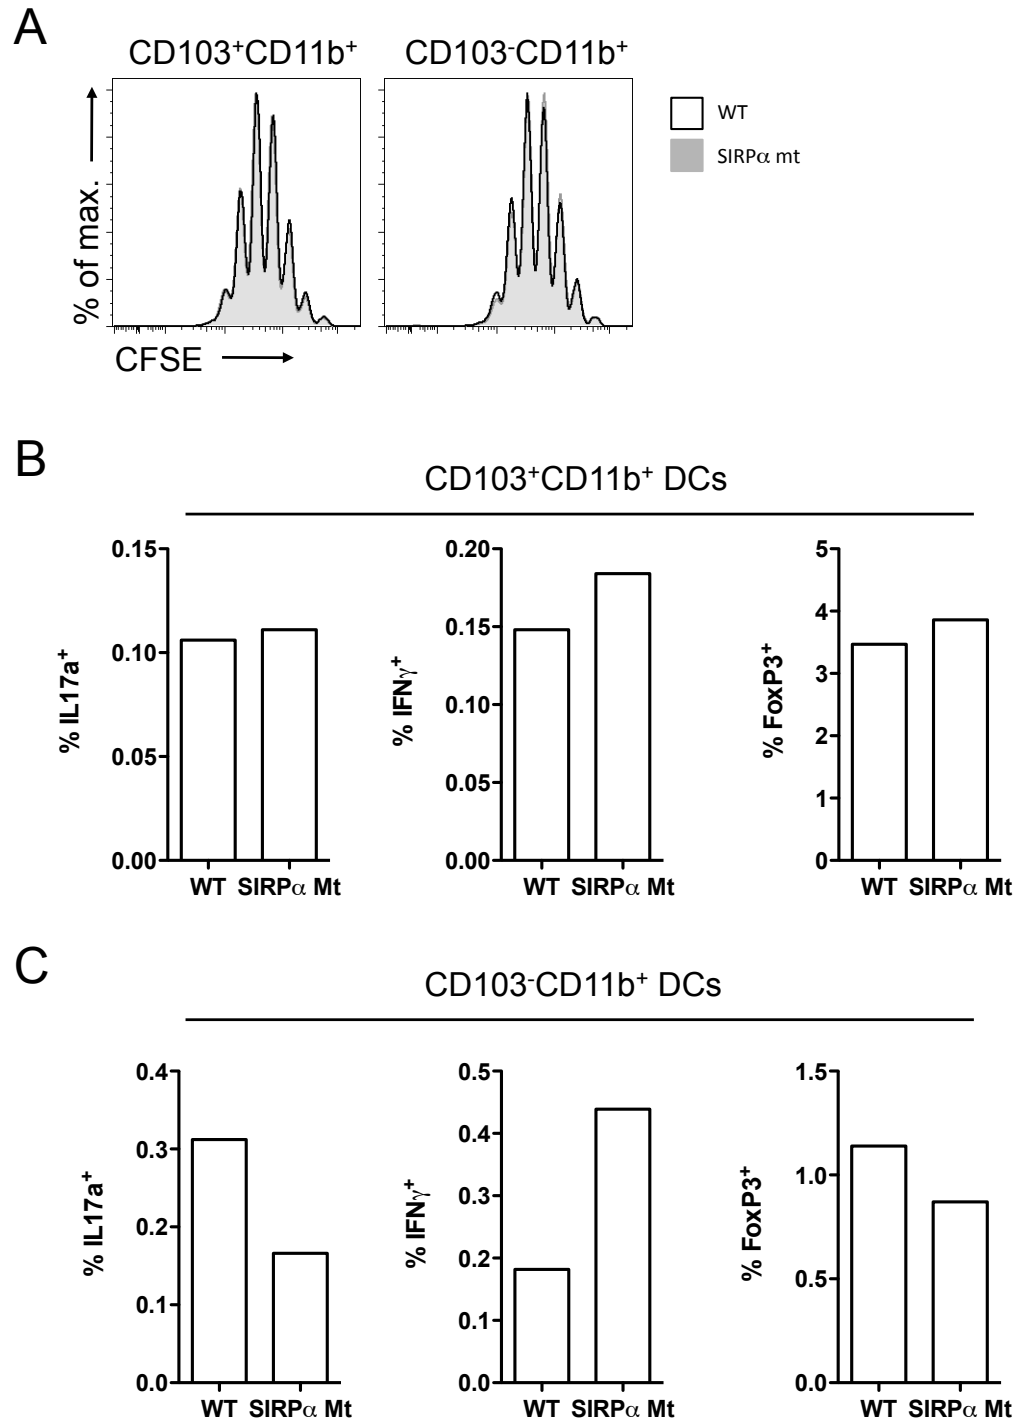 A
CD103⁺CD11b⁺
CD103⁻CD11b⁺
% of max.
CFSE
WT
SIRPα mt
B
CD103⁺CD11b⁺ DCs
% IL17a⁺
0.15
0.10
0.05
0.00
WT SIRPα Mt
% IFNγ⁺
0.20
0.15
0.10
0.05
0.00
WT SIRPα Mt
% FoxP3⁺
5
4
3
2
1
0
WT SIRPα Mt
C
CD103⁻CD11b⁺ DCs
% IL17a⁺
0.4
0.3
0.2
0.1
0.0
WT SIRPα Mt
% IFNγ⁺
0.5
0.4
0.3
0.2
0.1
0.0
WT SIRPα Mt
% FoxP3⁺
1.5
1.0
0.5
0.0
WT SIRPα Mt